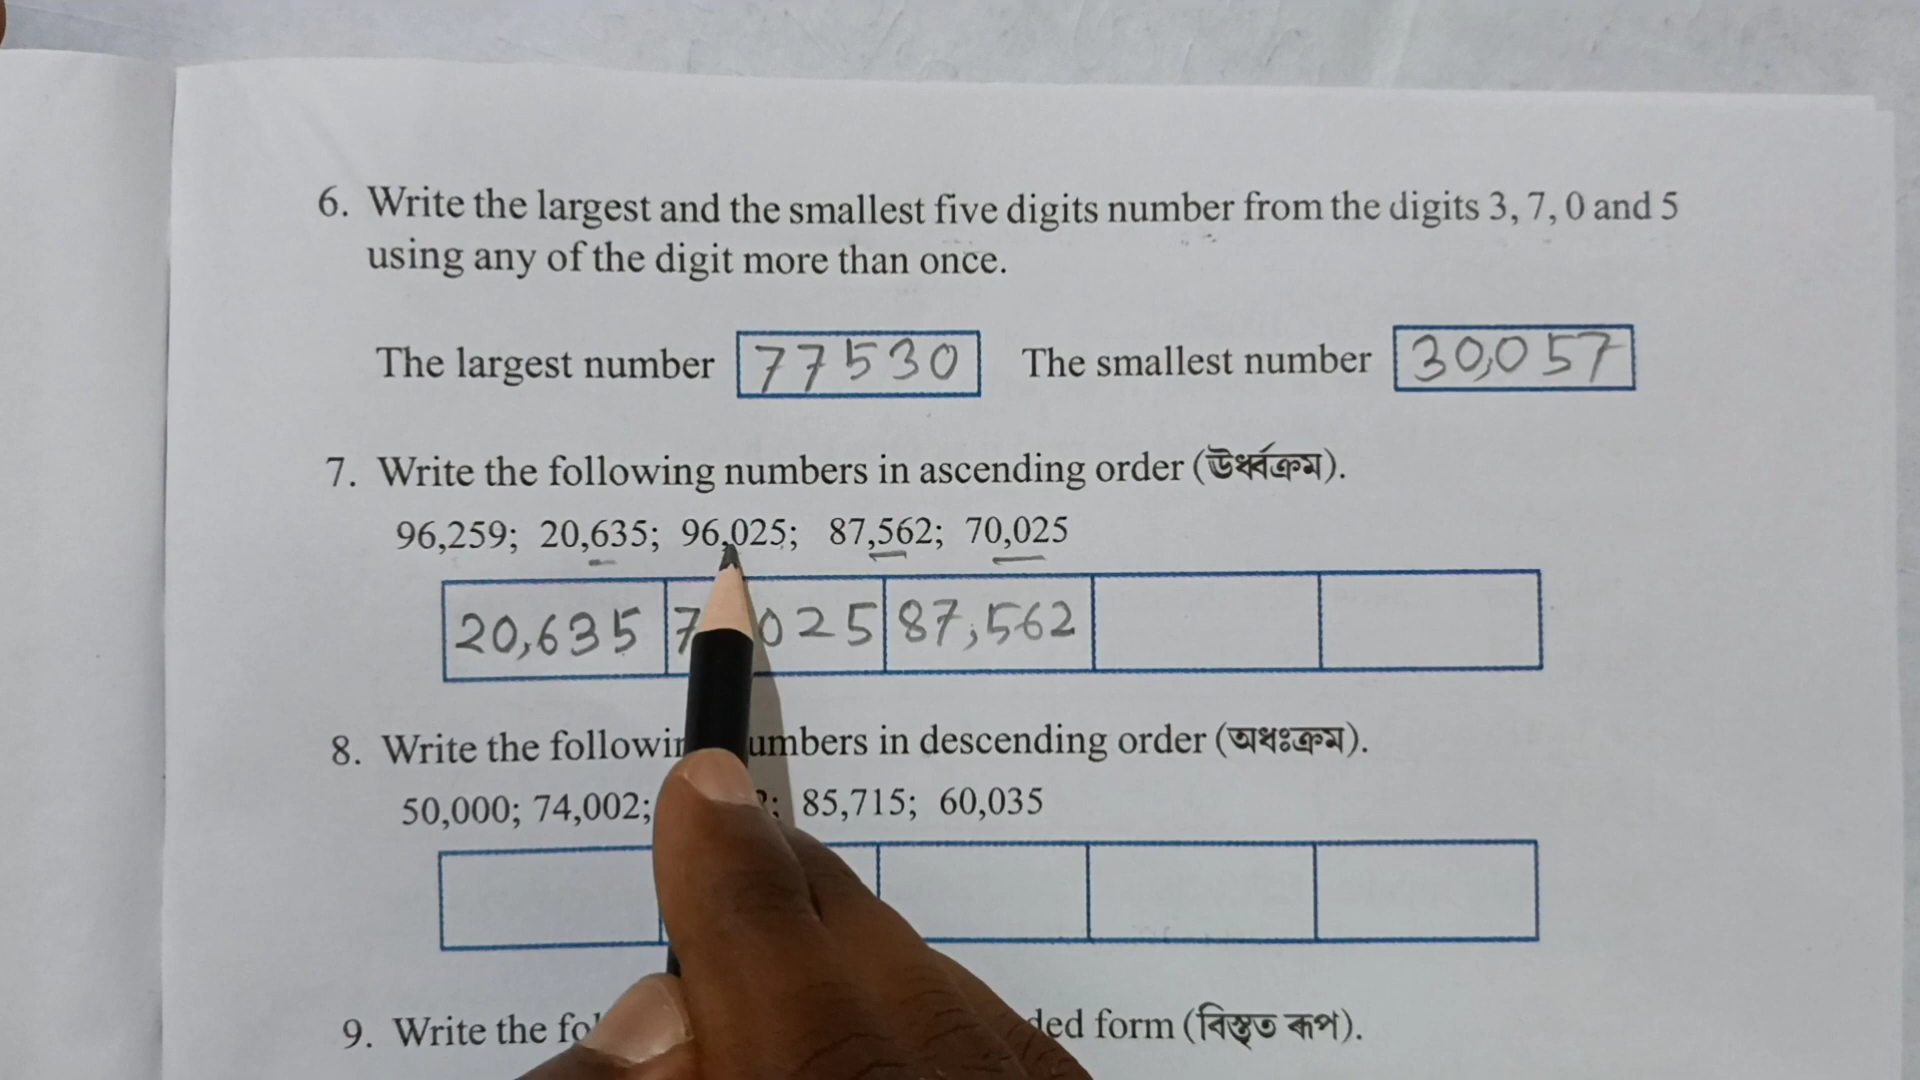 6. Write the largest and the smallest five digits number from the digits 3, 7, 0 and 5
using any of the digit more than once.
The largest number 77530 The smallest number 30,057
7. Write the following numbers in ascending order (ঊর্ধ্বক্রম).
96,259; 20,635; 96,025; 87,562; 70,025
20,635 7 025 87,562
8. Write the following numbers in descending order (অধঃক্রম).
50,000; 74,002; 85,715; 60,035
9. Write the form (বিস্তৃত রূপ).